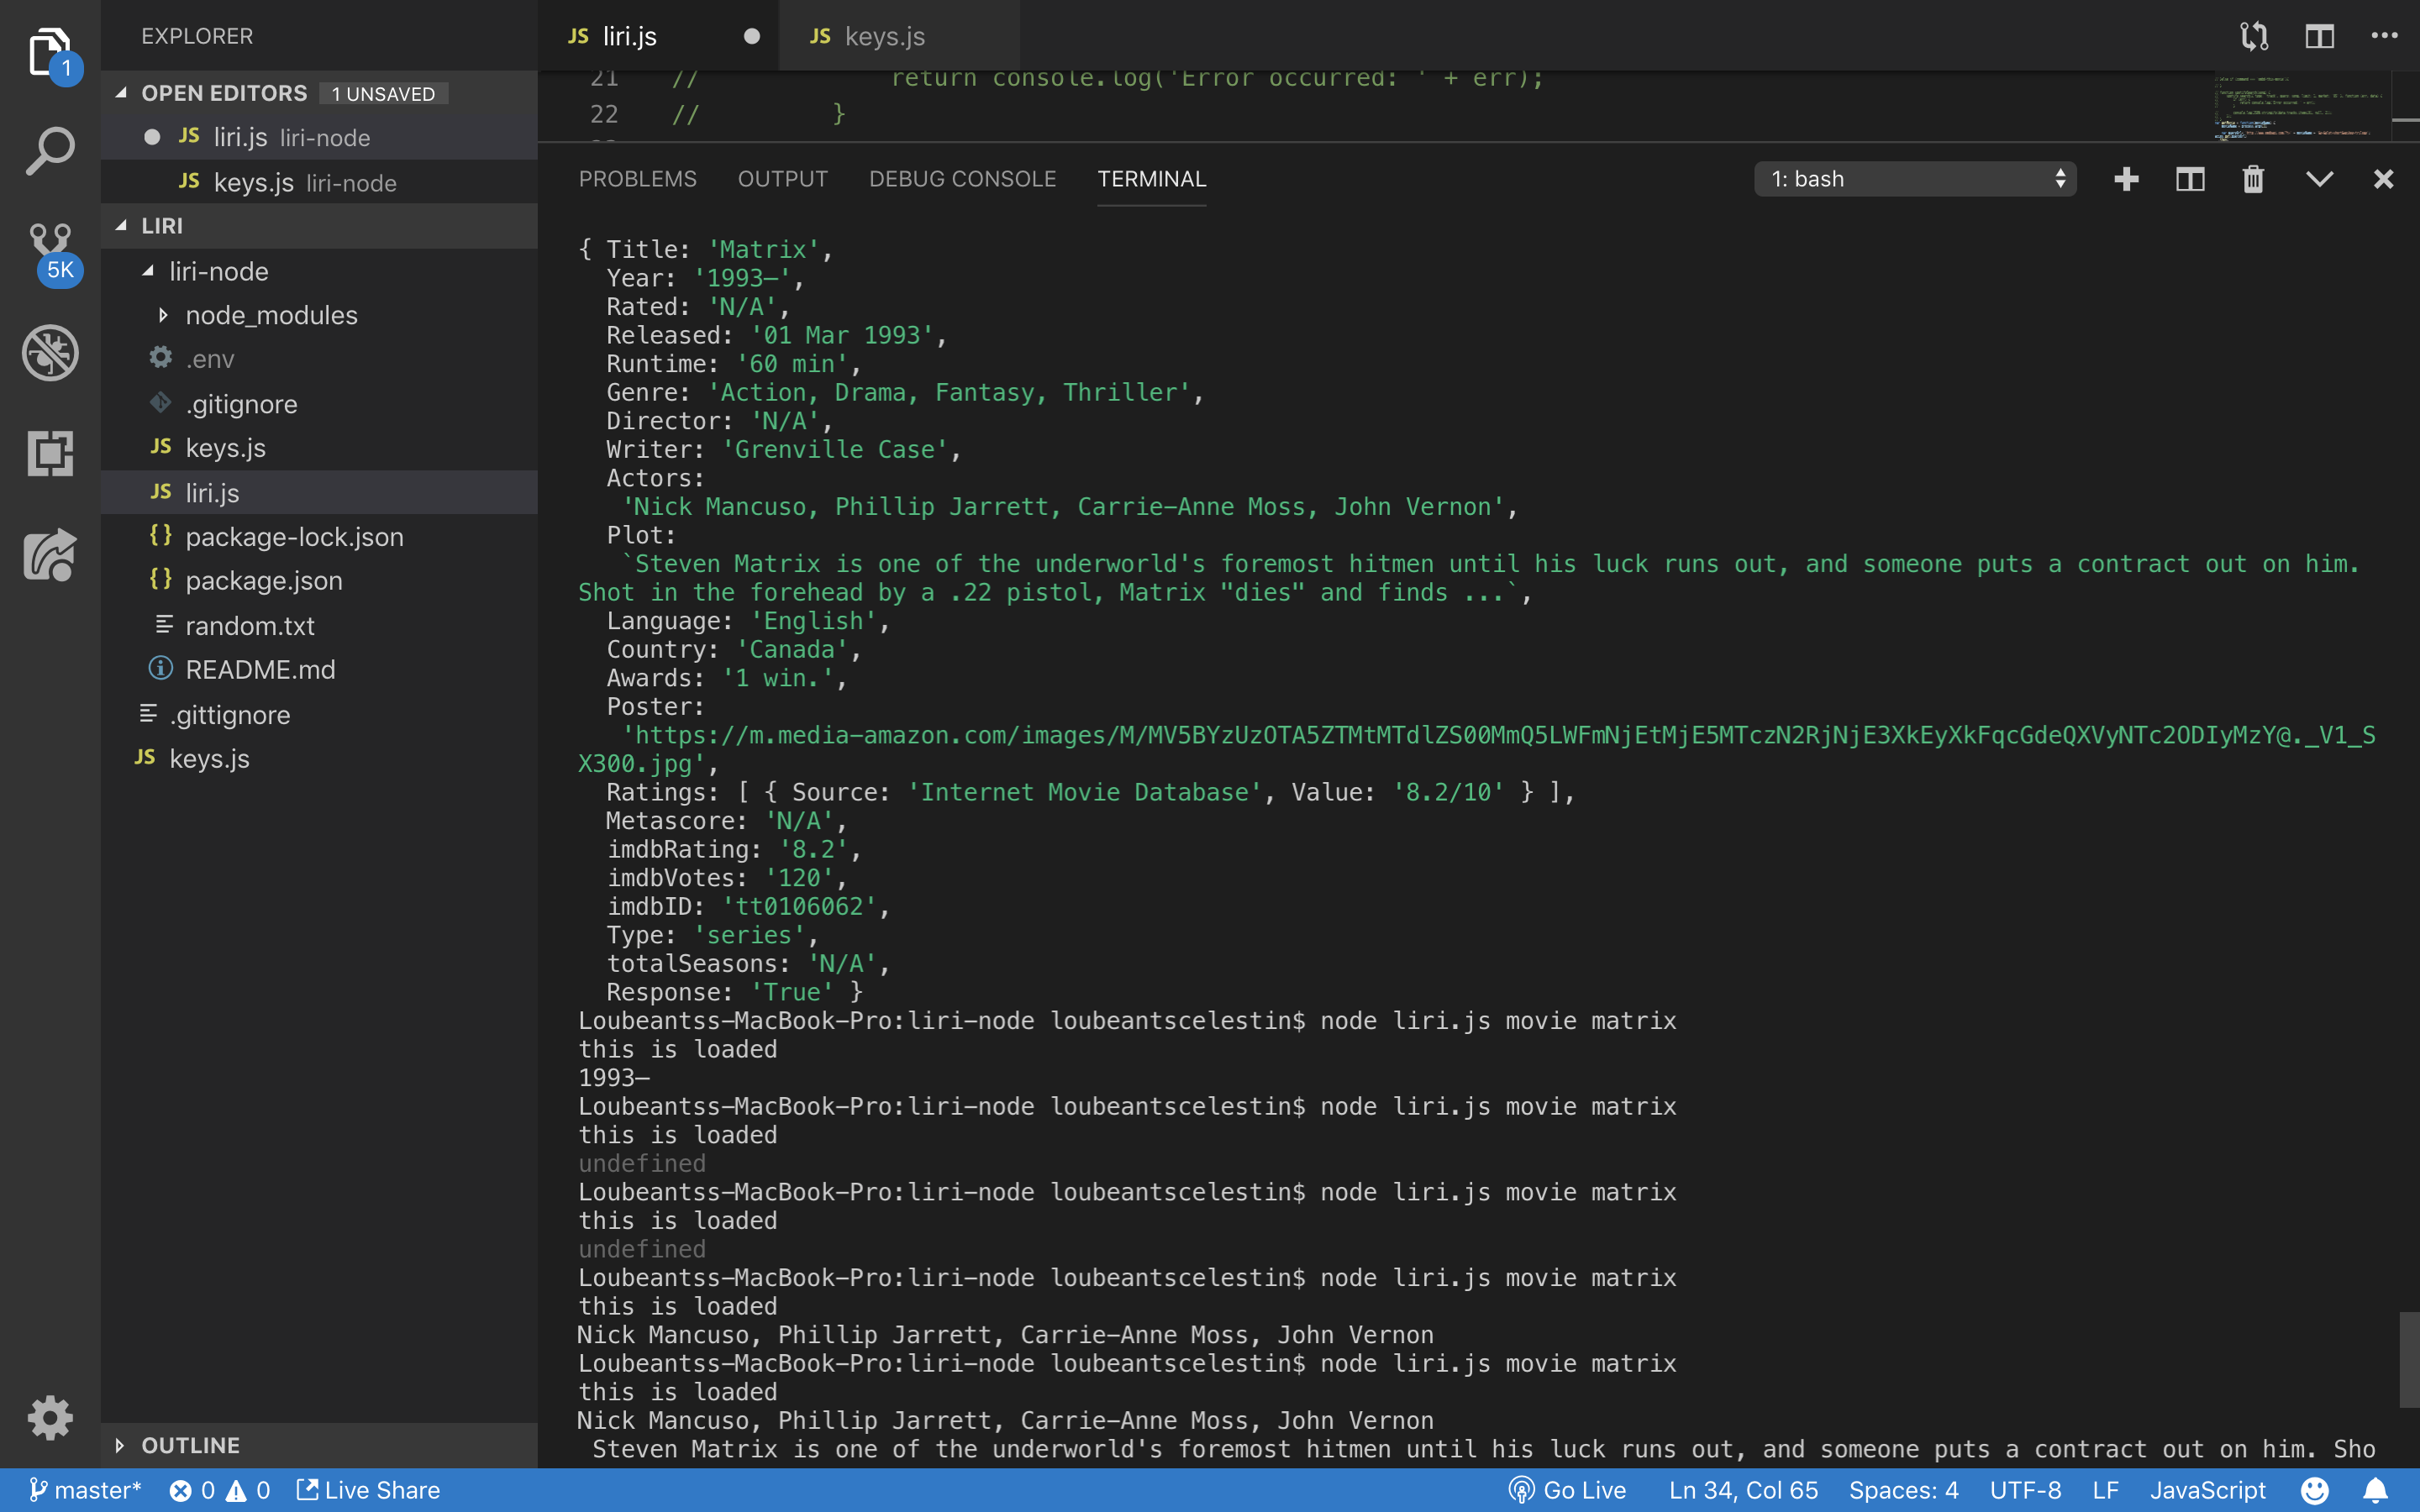 EXPLORER
OPEN EDITORS 1 UNSAVED
JS liri.js liri-node
JS keys.js liri-node
LIRI
liri-node
node_modules
.env
.gitignore
JS keys.js
JS liri.js
{} package-lock.json
{} package.json
random.txt
README.md
.gittignore
JS keys.js
OUTLINE
1
5K
JS liri.js
JS keys.js
21 // return console.log('Error occurred: ' + err);
22 // }
PROBLEMS OUTPUT DEBUG CONSOLE TERMINAL 1: bash
{ Title: 'Matrix',
Year: '1993–',
Rated: 'N/A',
Released: '01 Mar 1993',
Runtime: '60 min',
Genre: 'Action, Drama, Fantasy, Thriller',
Director: 'N/A',
Writer: 'Grenville Case',
Actors:
'Nick Mancuso, Phillip Jarrett, Carrie-Anne Moss, John Vernon',
Plot:
`Steven Matrix is one of the underworld's foremost hitmen until his luck runs out, and someone puts a contract out on him.
Shot in the forehead by a .22 pistol, Matrix "dies" and finds ...`,
Language: 'English',
Country: 'Canada',
Awards: '1 win.',
Poster:
'https://m.media-amazon.com/images/M/MV5BYzUzOTA5ZTMtMTdlZS00MmQ5LWFmNjEtMjE5MTczN2RjNjE3XkEyXkFqcGdeQXVyNTc2ODIyMzY@._V1_S
X300.jpg',
Ratings: [ { Source: 'Internet Movie Database', Value: '8.2/10' } ],
Metascore: 'N/A',
imdbRating: '8.2',
imdbVotes: '120',
imdbID: 'tt0106062',
Type: 'series',
totalSeasons: 'N/A',
Response: 'True' }
Loubeantss-MacBook-Pro:liri-node loubeantscelestin$ node liri.js movie matrix
this is loaded
1993–
Loubeantss-MacBook-Pro:liri-node loubeantscelestin$ node liri.js movie matrix
this is loaded
undefined
Loubeantss-MacBook-Pro:liri-node loubeantscelestin$ node liri.js movie matrix
this is loaded
undefined
Loubeantss-MacBook-Pro:liri-node loubeantscelestin$ node liri.js movie matrix
this is loaded
Nick Mancuso, Phillip Jarrett, Carrie-Anne Moss, John Vernon
Loubeantss-MacBook-Pro:liri-node loubeantscelestin$ node liri.js movie matrix
this is loaded
Nick Mancuso, Phillip Jarrett, Carrie-Anne Moss, John Vernon
Steven Matrix is one of the underworld's foremost hitmen until his luck runs out, and someone puts a contract out on him. Sho
master* 0 0 Live Share Go Live Ln 34, Col 65 Spaces: 4 UTF-8 LF JavaScript